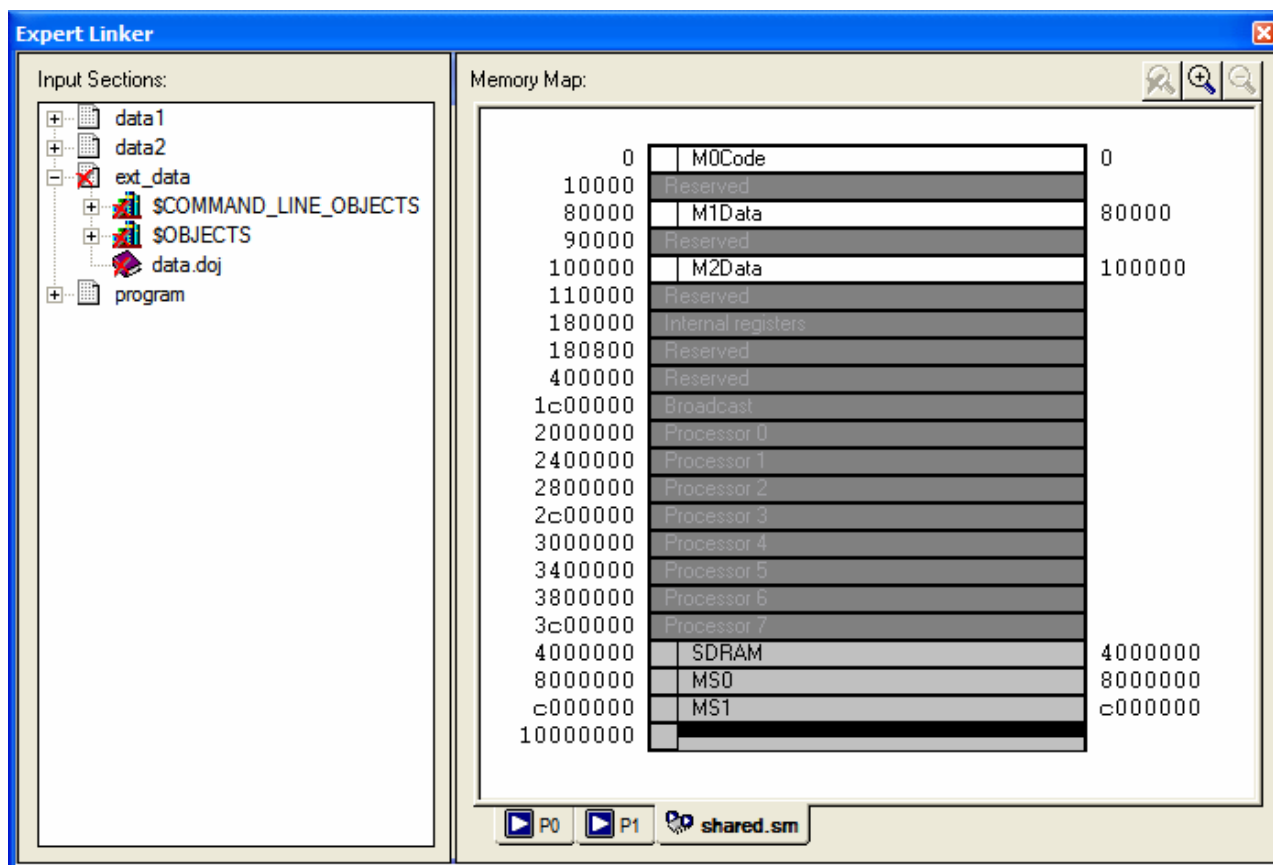 Expert Linker
Input Sections:
data1
data2
ext_data
$COMMAND_LINE_OBJECTS
$OBJECTS
data.doj
program
Memory Map:
0 M0Code 0
10000 Reserved
80000 M1Data 80000
90000 Reserved
100000 M2Data 100000
110000 Reserved
180000 Internal registers
180800 Reserved
400000 Reserved
1c00000 Broadcast
2000000 Processor 0
2400000 Processor 1
2800000 Processor 2
2c00000 Processor 3
3000000 Processor 4
3400000 Processor 5
3800000 Processor 6
3c00000 Processor 7
4000000 SDRAM 4000000
8000000 MS0 8000000
c000000 MS1 c000000
10000000
P0 P1 shared.sm